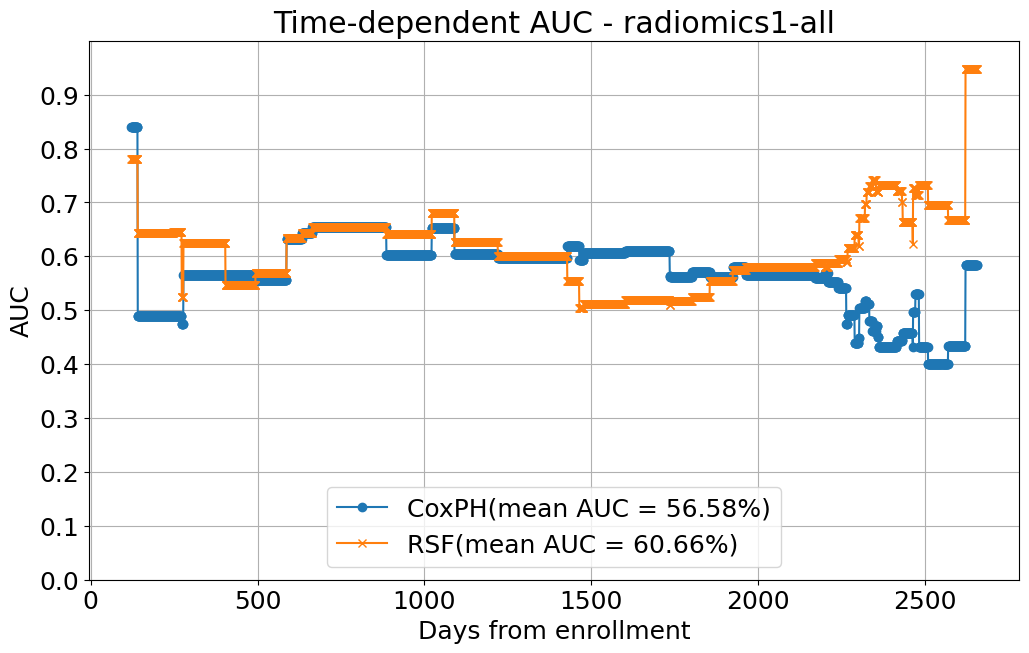 Time-dependent AUC - radiomics1-all
AUC
0.9
0.8
0.7
0.6
0.5
0.4
0.3
0.2
0.1
0.0
CoxPH(mean AUC = 56.58%)
RSF(mean AUC = 60.66%)
0 500 1000 1500 2000 2500
Days from enrollment